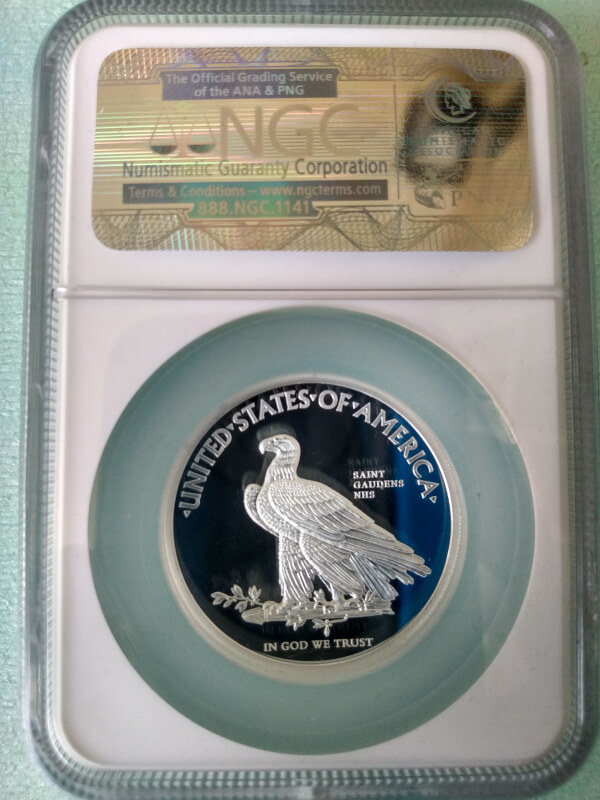 The Official Grading Service
of the ANA & PNG
NGC
Numismatic Guaranty Corporation
Terms & Conditions – www.ngcterms.com
888.NGC.1141
UNITED·STATES·OF·AMERICA
SAINT
GAUDENS
NHS
IN GOD WE TRUST